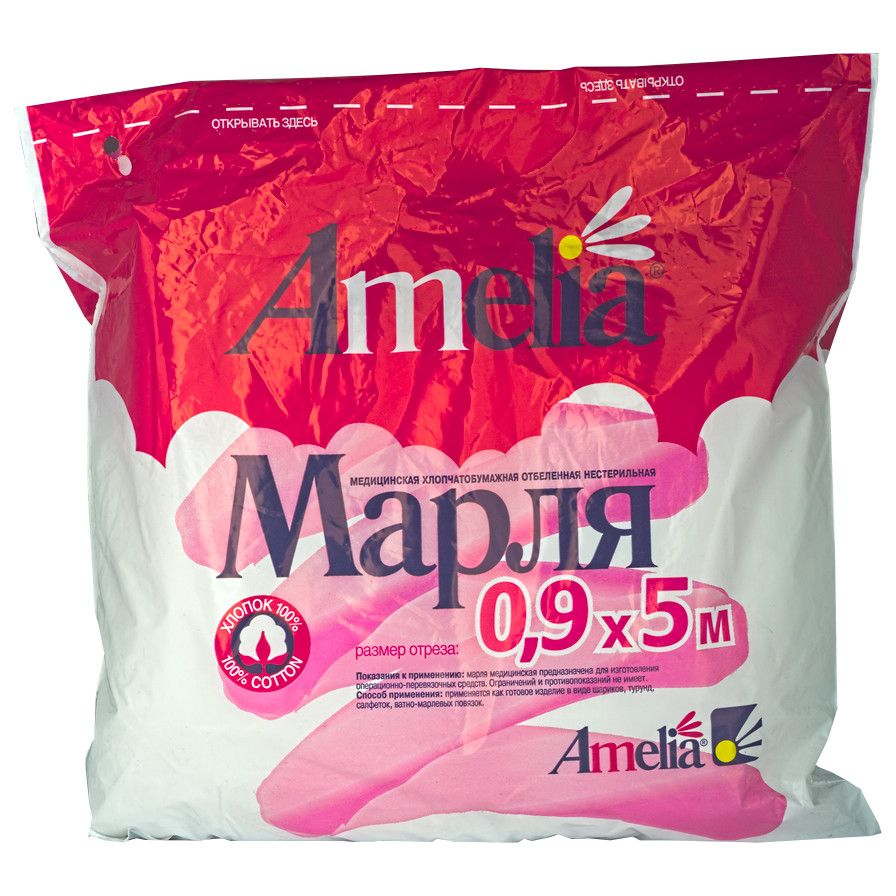 ОТКРЫВАТЬ ЗДЕСЬ
ОТКРЫВАТЬ ЗДЕСЬ
Amelia®
МЕДИЦИНСКАЯ ХЛОПЧАТОБУМАЖНАЯ ОТБЕЛЕННАЯ НЕСТЕРИЛЬНАЯ
Марля
размер отреза: 0,9 х 5 м
ХЛОПОК 100%
100% COTTON
Показания к применению: марля медицинская предназначена для изготовления
операционно-перевязочных средств. Ограничений и противопоказаний не имеет.
Способ применения: применяется как готовое изделие в виде шариков, турунд,
салфеток, ватно-марлевых повязок.
Amelia®